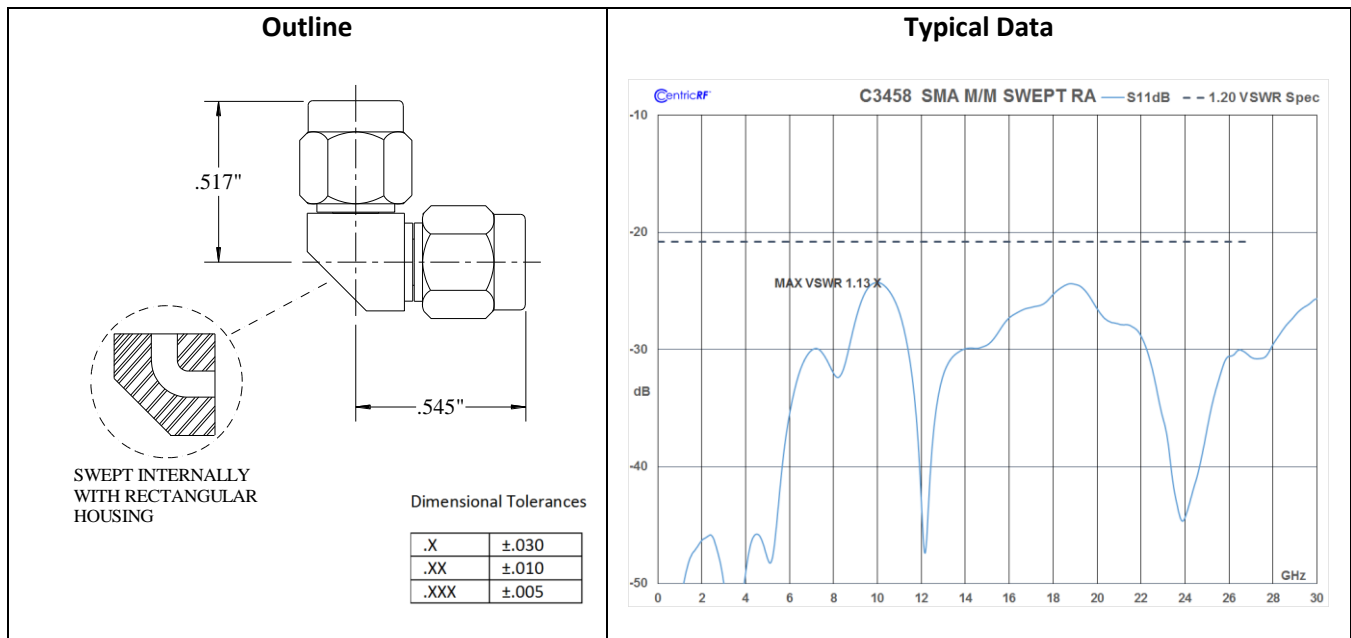 Outline
.517"
.545"
SWEPT INTERNALLY
WITH RECTANGULAR
HOUSING
Dimensional Tolerances
.X ±.030
.XX ±.010
.XXX ±.005
Typical Data
CentricRF C3458 SMA M/M SWEPT RA S11dB 1.20 VSWR Spec
-10
-20
MAX VSWR 1.13 X
-30
dB
-40
-50
GHz
0 2 4 6 8 10 12 14 16 18 20 22 24 26 28 30